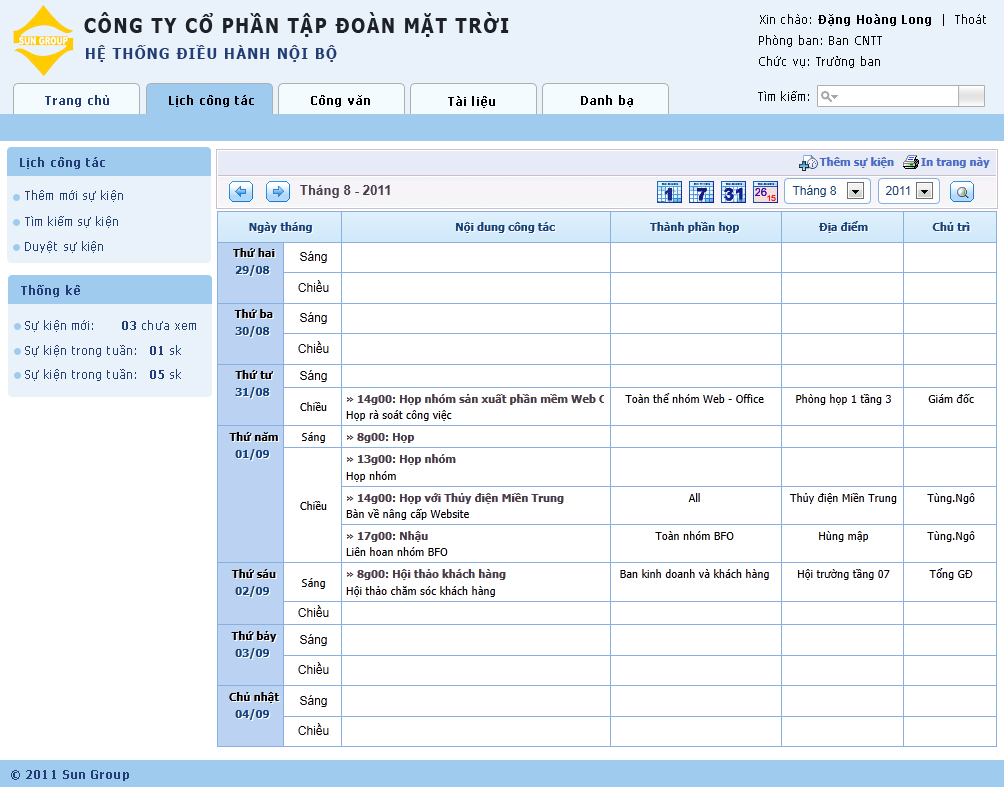 SUN GROUP
CÔNG TY CỔ PHẦN TẬP ĐOÀN MẶT TRỜI
HỆ THỐNG ĐIỀU HÀNH NỘI BỘ
Xin chào: Đặng Hoàng Long | Thoát
Phòng ban: Ban CNTT
Chức vụ: Trưởng ban
Trang chủ Lịch công tác Công văn Tài liệu Danh bạ
Tìm kiếm:
Lịch công tác
Thêm mới sự kiện
Tìm kiếm sự kiện
Duyệt sự kiện
Thống kê
Sự kiện mới: 03 chưa xem
Sự kiện trong tuần: 01 sk
Sự kiện trong tuần: 05 sk
Thêm sự kiện In trang này
Tháng 8 - 2011 1 7 31 26 15 Tháng 8 2011
Ngày tháng Nội dung công tác Thành phần họp Địa điểm Chủ trì
Thứ hai
29/08
Sáng
Chiều
Thứ ba
30/08
Sáng
Chiều
Thứ tư
31/08
Sáng
Chiều
» 14g00: Họp nhóm sản xuất phần mềm Web O Toàn thể nhóm Web - Office Phòng họp 1 tầng 3 Giám đốc
Họp rà soát công việc
Thứ năm
01/09
Sáng » 8g00: Họp
Chiều
» 13g00: Họp nhóm
Họp nhóm
» 14g00: Họp với Thủy điện Miền Trung All Thủy điện Miền Trung Tùng.Ngô
Bàn về nâng cấp Website
» 17g00: Nhậu Toàn nhóm BFO Hùng mập Tùng.Ngô
Liên hoan nhóm BFO
Thứ sáu
02/09
Sáng
» 8g00: Hội thảo khách hàng Ban kinh doanh và khách hàng Hội trường tầng 07 Tổng GĐ
Hội thảo chăm sóc khách hàng
Chiều
Thứ bảy
03/09
Sáng
Chiều
Chủ nhật
04/09
Sáng
Chiều
© 2011 Sun Group